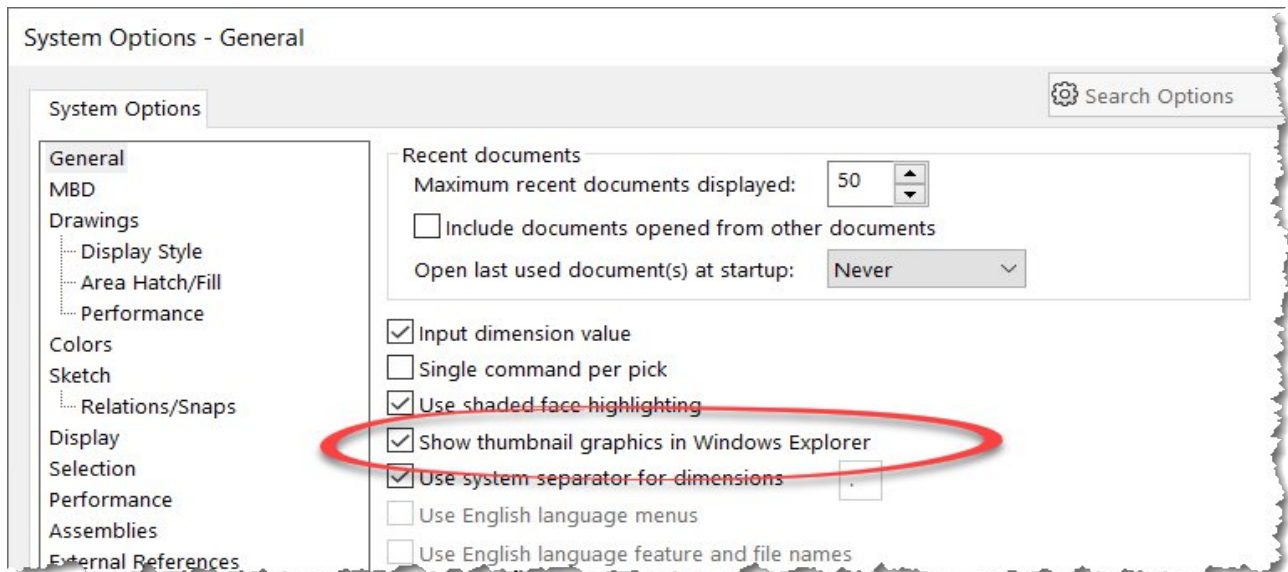 System Options - General
System Options
Search Options
General
MBD
Drawings
Display Style
Area Hatch/Fill
Performance
Colors
Sketch
Relations/Snaps
Display
Selection
Performance
Assemblies
External References
Recent documents
Maximum recent documents displayed: 50
Include documents opened from other documents
Open last used document(s) at startup: Never
Input dimension value
Single command per pick
Use shaded face highlighting
Show thumbnail graphics in Windows Explorer
Use system separator for dimensions .
Use English language menus
Use English language feature and file names